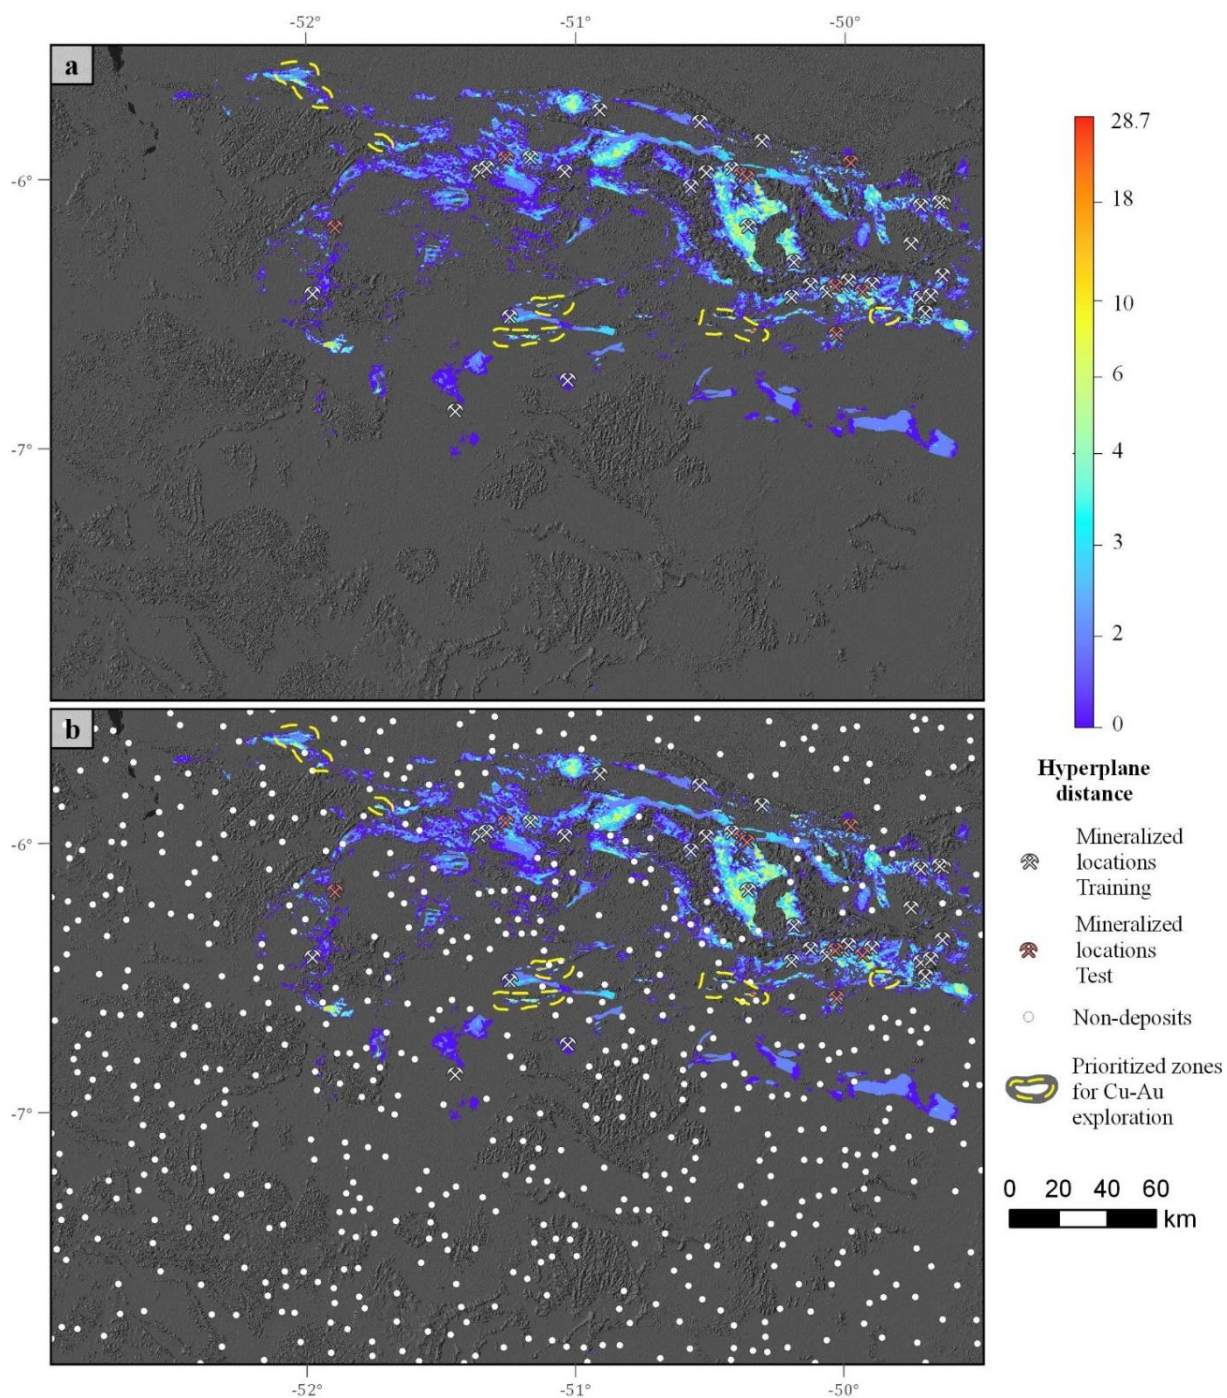 -52°
-51°
-50°
a
-6°
-7°
28.7
18
10
6
4
3
2
0
Hyperplane
distance
b
-6°
-7°
-52°
-51°
-50°
Mineralized
locations
Training
Mineralized
locations
Test
Non-deposits
Prioritized zones
for Cu-Au
exploration
0 20 40 60
km